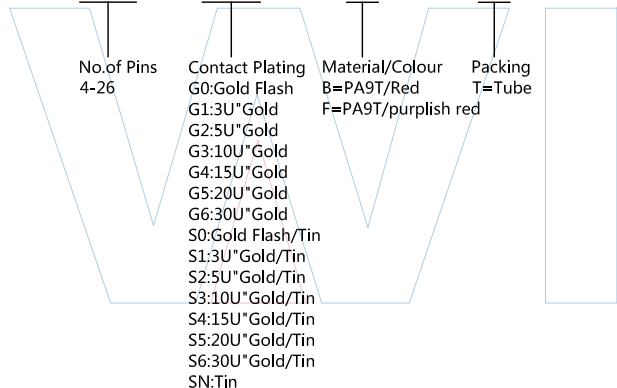 No.of Pins Contact Plating Material/Colour Packing
4-26 G0:Gold Flash B=PA9T/Red T=Tube
G1:3U"Gold F=PA9T/purplish red
G2:5U"Gold
G3:10U"Gold
G4:15U"Gold
G5:20U"Gold
G6:30U"Gold
S0:Gold Flash/Tin
S1:3U"Gold/Tin
S2:5U"Gold/Tin
S3:10U"Gold/Tin
S4:15U"Gold/Tin
S5:20U"Gold/Tin
S6:30U"Gold/Tin
SN:Tin